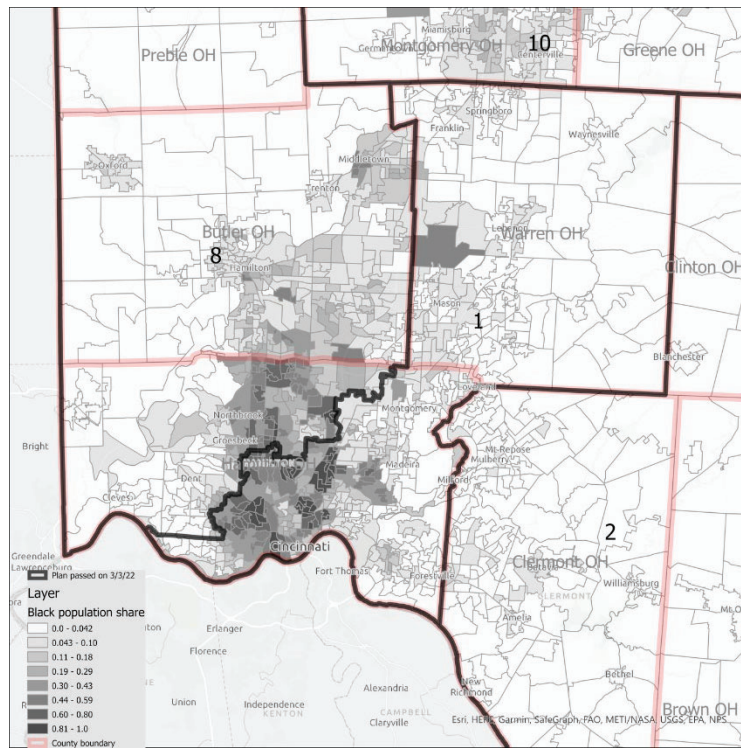 Miamisburg
Germ
Montgomery OH
10
Centerville
Greene OH
Preble OH
Springboro
Franklin
Waynesville
Middletown
Oxford
Trenton
Butler OH
Warren OH
8
Hamilton
Clinton OH
Mason
1
Blanchester
Loveland
Northbrook
Montgomery
Bright
Groesbeck
Mt Repose
Mulberry
Madeira
Dent
Milford
Cleves
2
Greendale
Lawrenceburg
Cincinnati
Clermont OH
Fort Thomas
Forestville
CLERMONT
Williamsburg
Plan passed on 3/3/22
Layer
Black population share
0.0 - 0.042
0.043 - 0.10
0.11 - 0.18
0.19 - 0.29
0.30 - 0.43
0.44 - 0.59
0.60 - 0.80
0.81 - 1.0
County boundary
Amelia
Erlanger
Florence
Bethel
Alexandria
New
Richmond
Union
Independence
KENTON
CAMPBELL
Claryville
Brown OH
Esri, HERE, Garmin, SafeGraph, FAO, METI/NASA, USGS, EPA, NPS